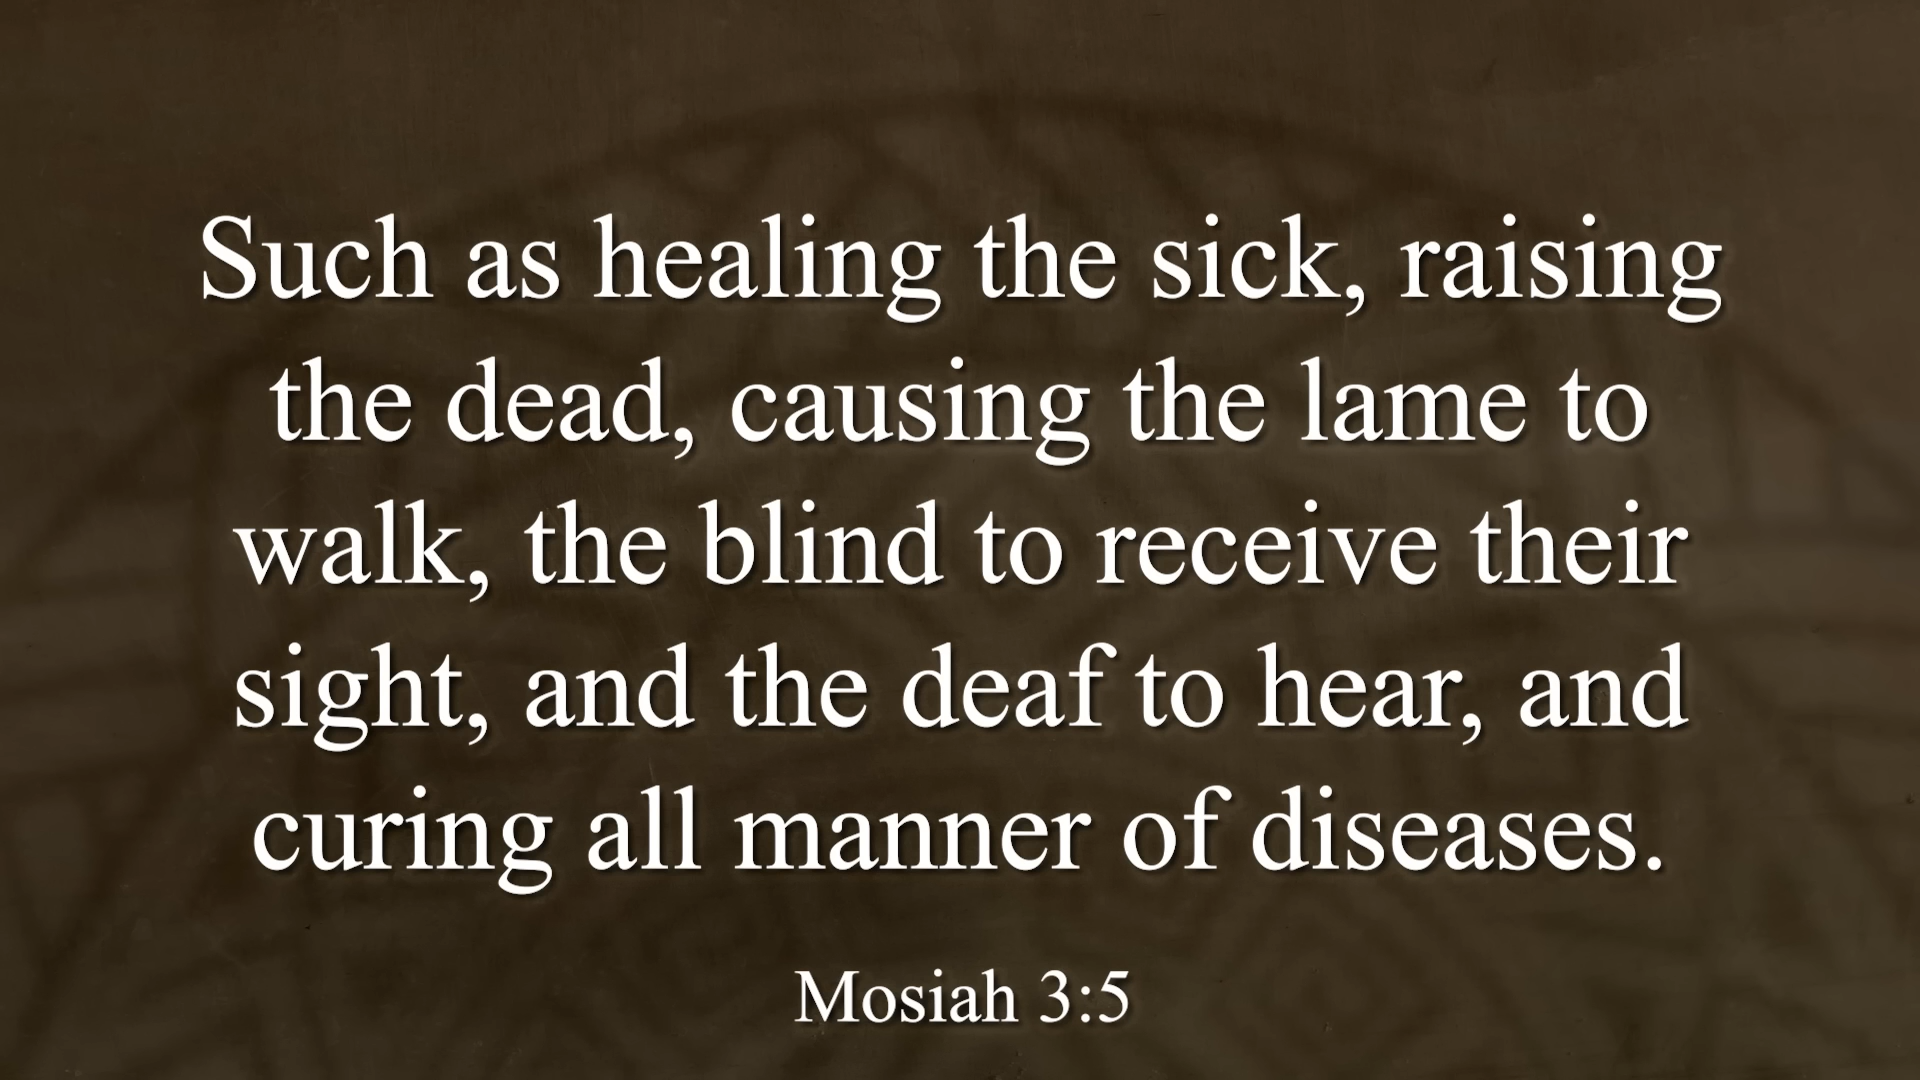 Such as healing the sick, raising
the dead, causing the lame to
walk, the blind to receive their
sight, and the deaf to hear, and
curing all manner of diseases.
Mosiah 3:5